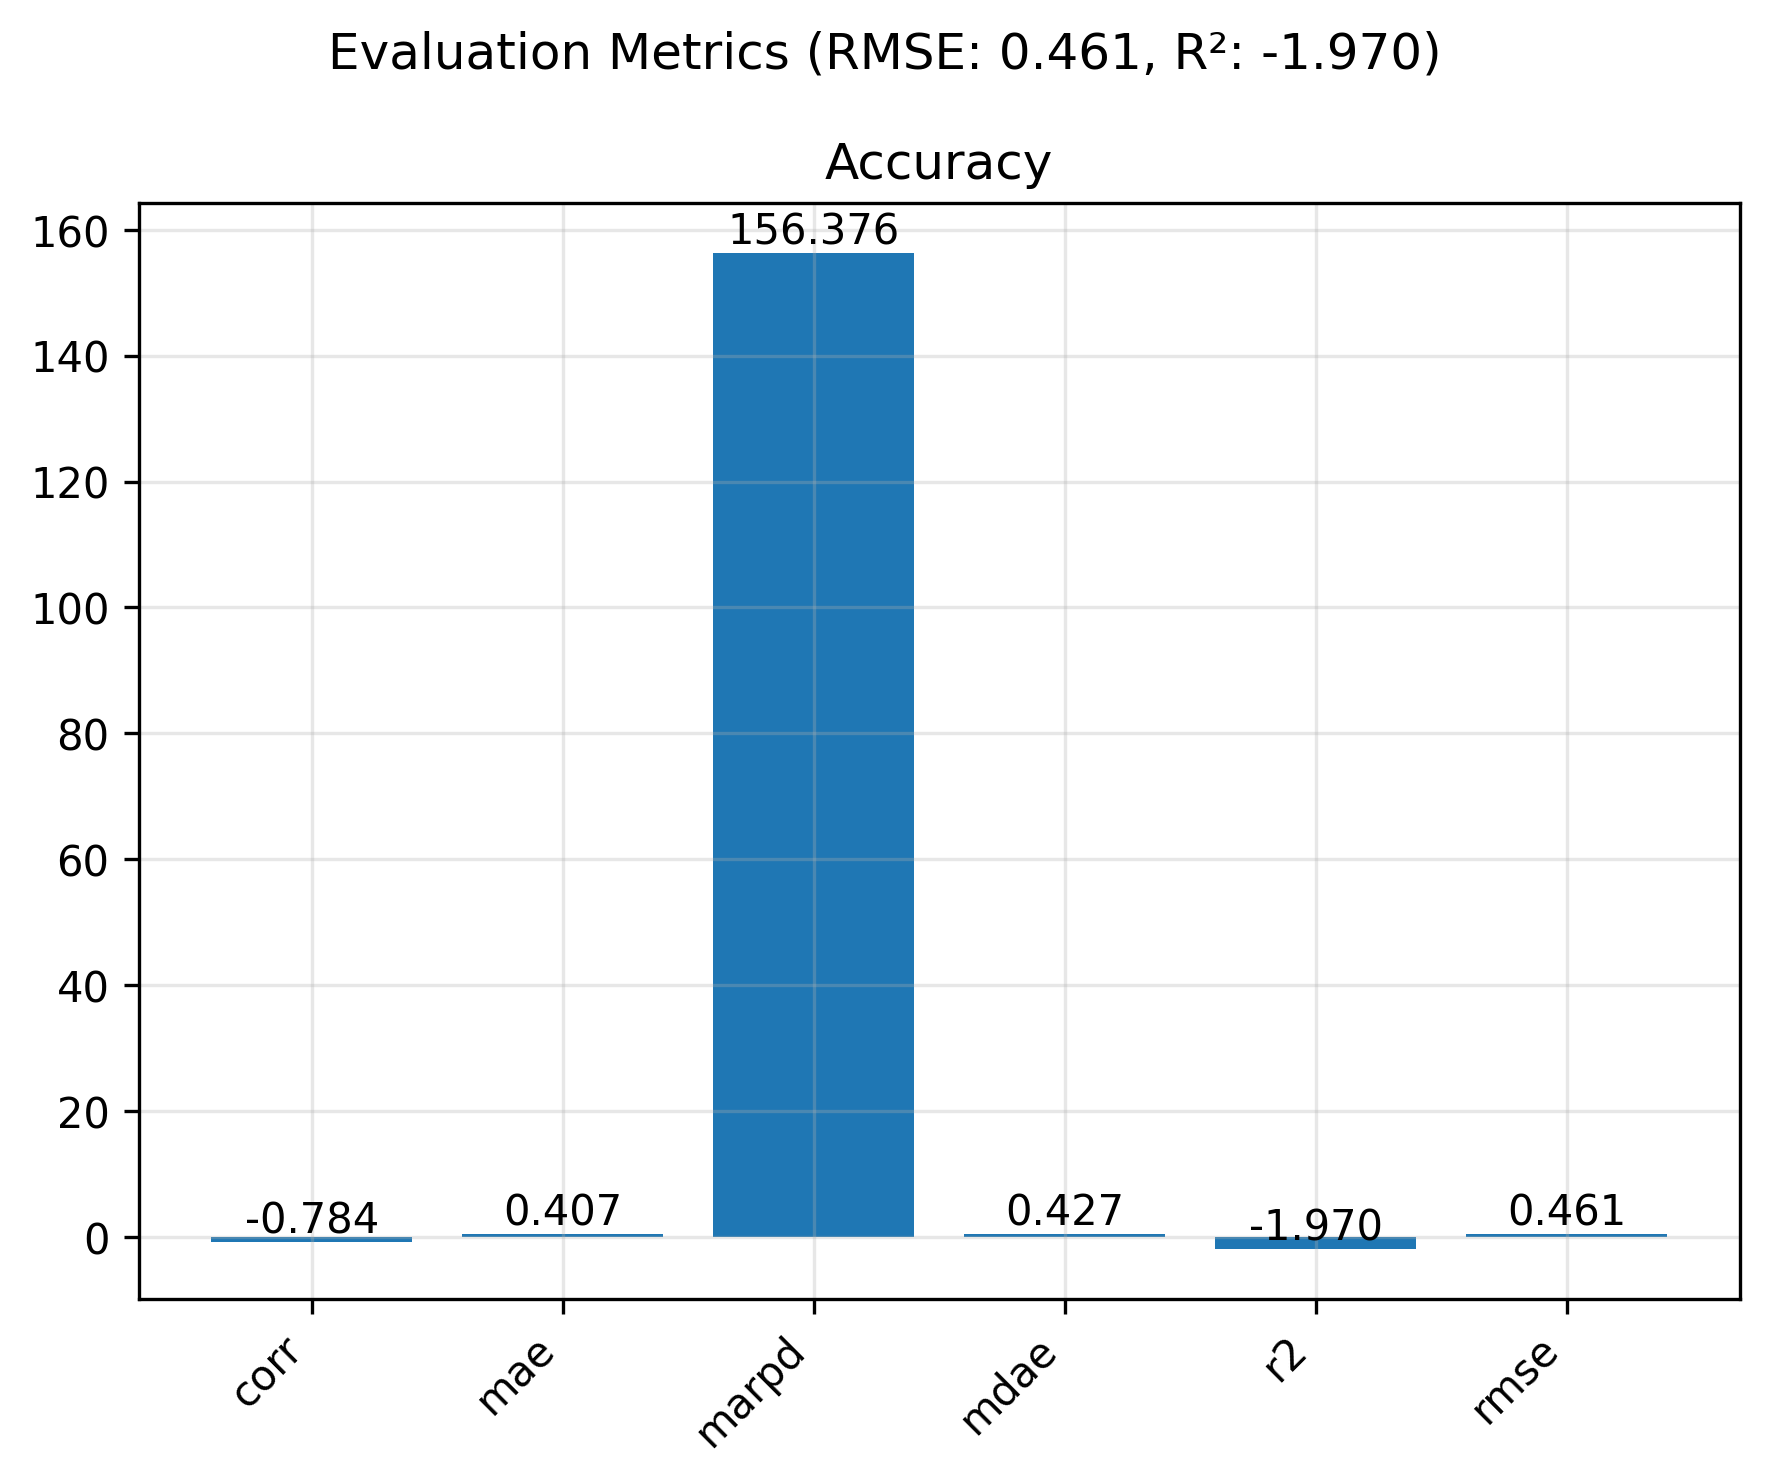 Evaluation Metrics (RMSE: 0.461, R²: -1.970)
Accuracy
160
140
120
100
80
60
40
20
0
156.376
-0.784
0.407
0.427
-1.970
0.461
corr
mae
marpd
mdae
r2
rmse